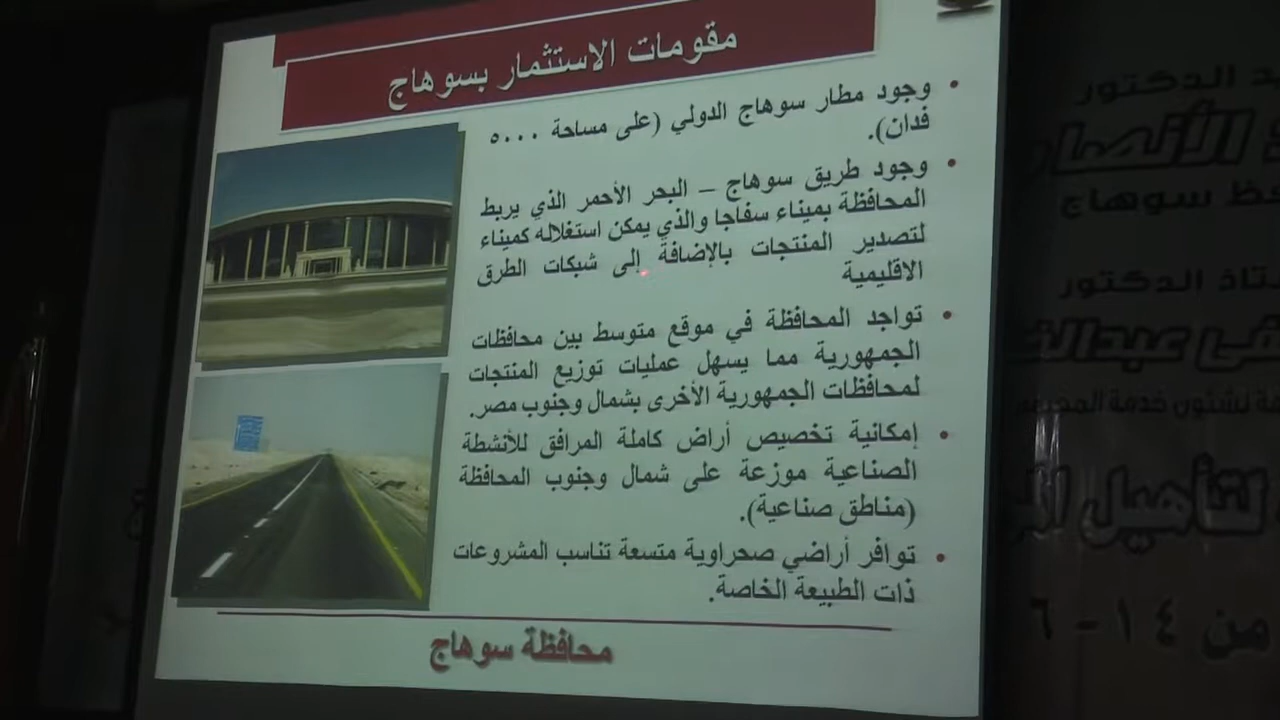 مقومات الاستثمار بسوهاج
• وجود مطار سوهاج الدولي (على مساحة ٥٠٠٠
فدان).
• وجود طريق سوهاج – البحر الأحمر الذي يربط
المحافظة بميناء سفاجا والذي يمكن استغلاله كميناء
لتصدير المنتجات بالإضافة إلى شبكات الطرق
الاقليمية
• تواجد المحافظة في موقع متوسط بين محافظات
الجمهورية مما يسهل عمليات توزيع المنتجات
لمحافظات الجمهورية الأخرى بشمال وجنوب مصر.
• إمكانية تخصيص أراض كاملة المرافق للأنشطة
الصناعية موزعة على شمال وجنوب المحافظة
(مناطق صناعية).
• توافر أراضي صحراوية متسعة تناسب المشروعات
ذات الطبيعة الخاصة.
محافظة سوهاج
الدكتور
سوهاج
الدكتور
لشئون خدمة
لتأهيل
من ١٤-